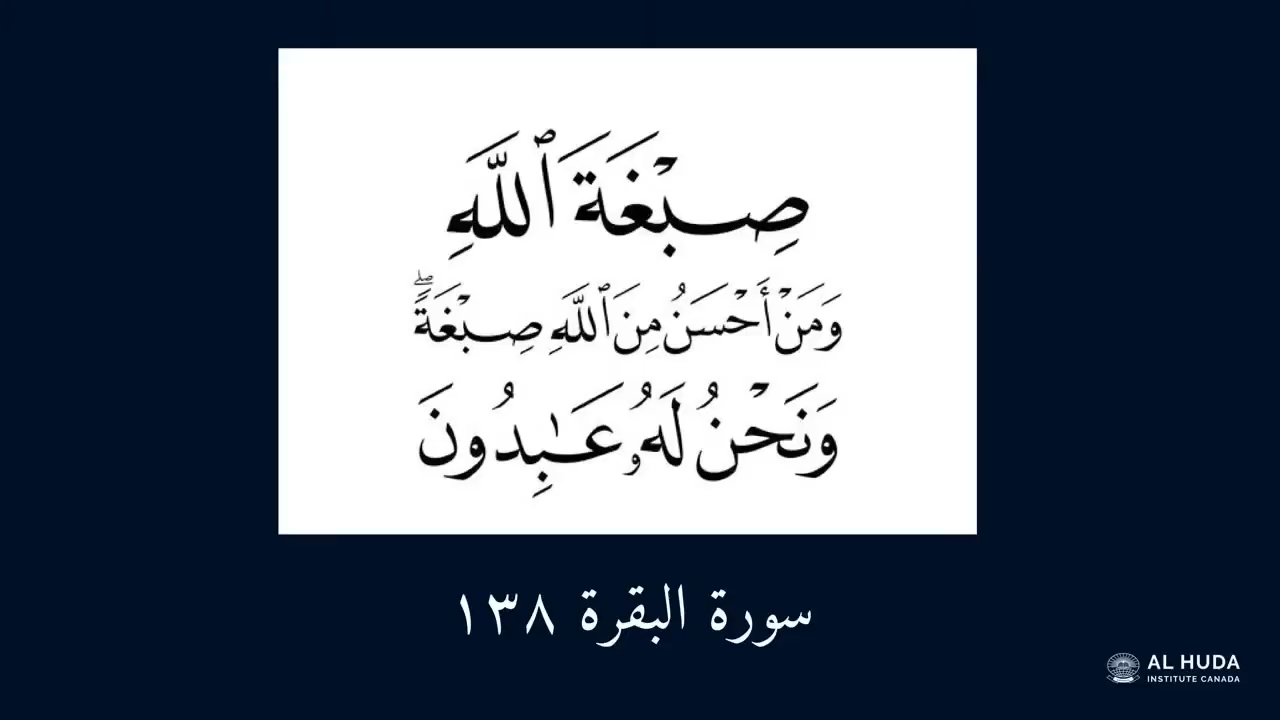 صِبْغَةَ ٱللَّهِ
وَمَنْ أَحْسَنُ مِنَ ٱللَّهِ صِبْغَةًۖ
وَنَحْنُ لَهُۥ عَـٰبِدُونَ
سورة البقرة ١٣٨
AL HUDA
INSTITUTE CANADA